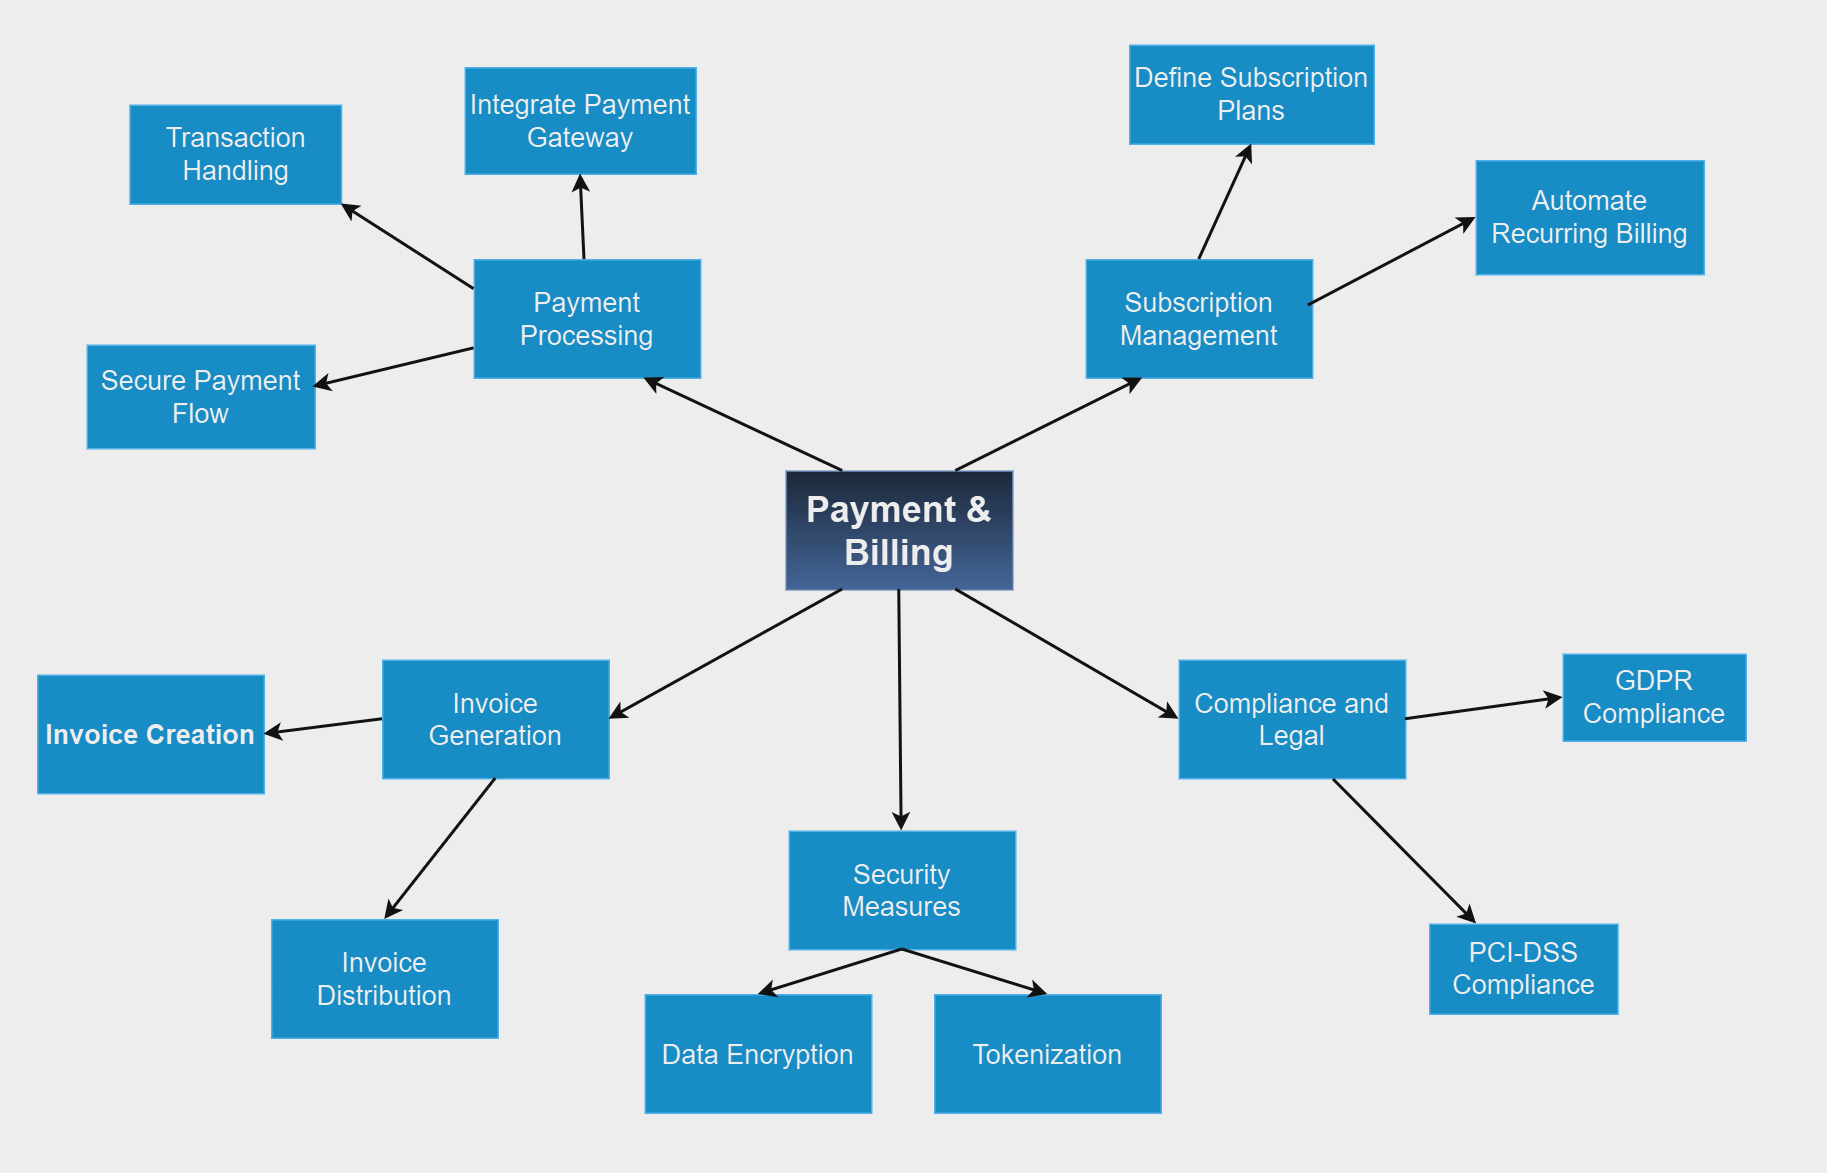 Define Subscription
Plans
Integrate Payment
Gateway
Transaction
Handling
Automate
Recurring Billing
Payment
Processing
Subscription
Management
Secure Payment
Flow
Payment &
Billing
Invoice
Generation
Invoice Creation
Compliance and
Legal
GDPR
Compliance
Security
Measures
Invoice
Distribution
PCI-DSS
Compliance
Data Encryption
Tokenization